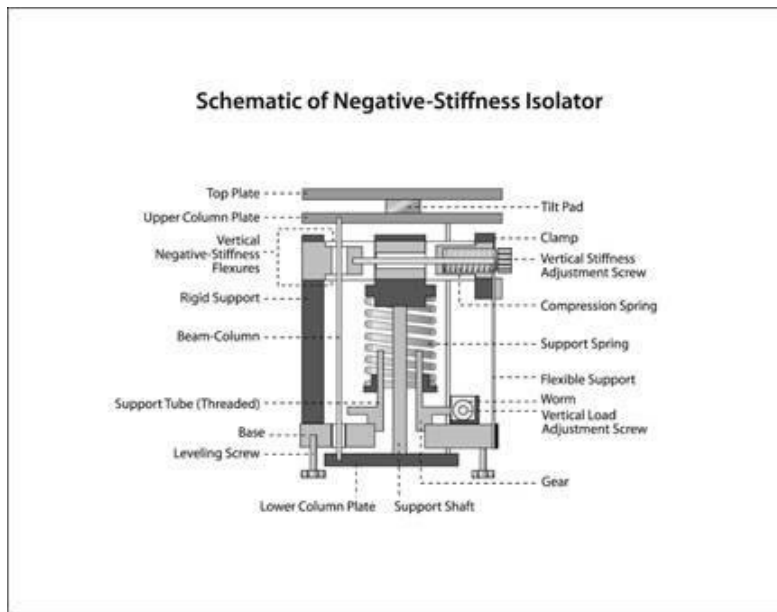 Schematic of Negative-Stiffness Isolator
Top Plate
Upper Column Plate
Vertical
Negative-Stiffness
Flexures
Rigid Support
Beam-Column
Support Tube (Threaded)
Base
Leveling Screw
Lower Column Plate
Support Shaft
Tilt Pad
Clamp
Vertical Stiffness
Adjustment Screw
Compression Spring
Support Spring
Flexible Support
Worm
Vertical Load
Adjustment Screw
Gear